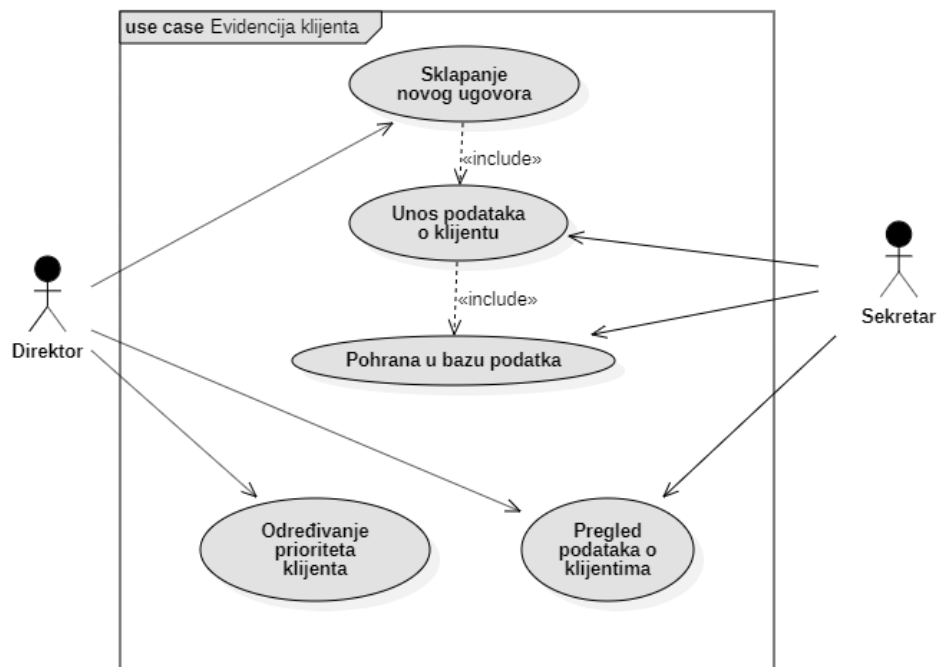 use case Evidencija klijenta
Sklapanje
novog ugovora
«include»
Unos podataka
o klijentu
«include»
Pohrana u bazu podatka
Direktor
Sekretar
Određivanje
prioriteta
klijenta
Pregled
podataka o
klijentima